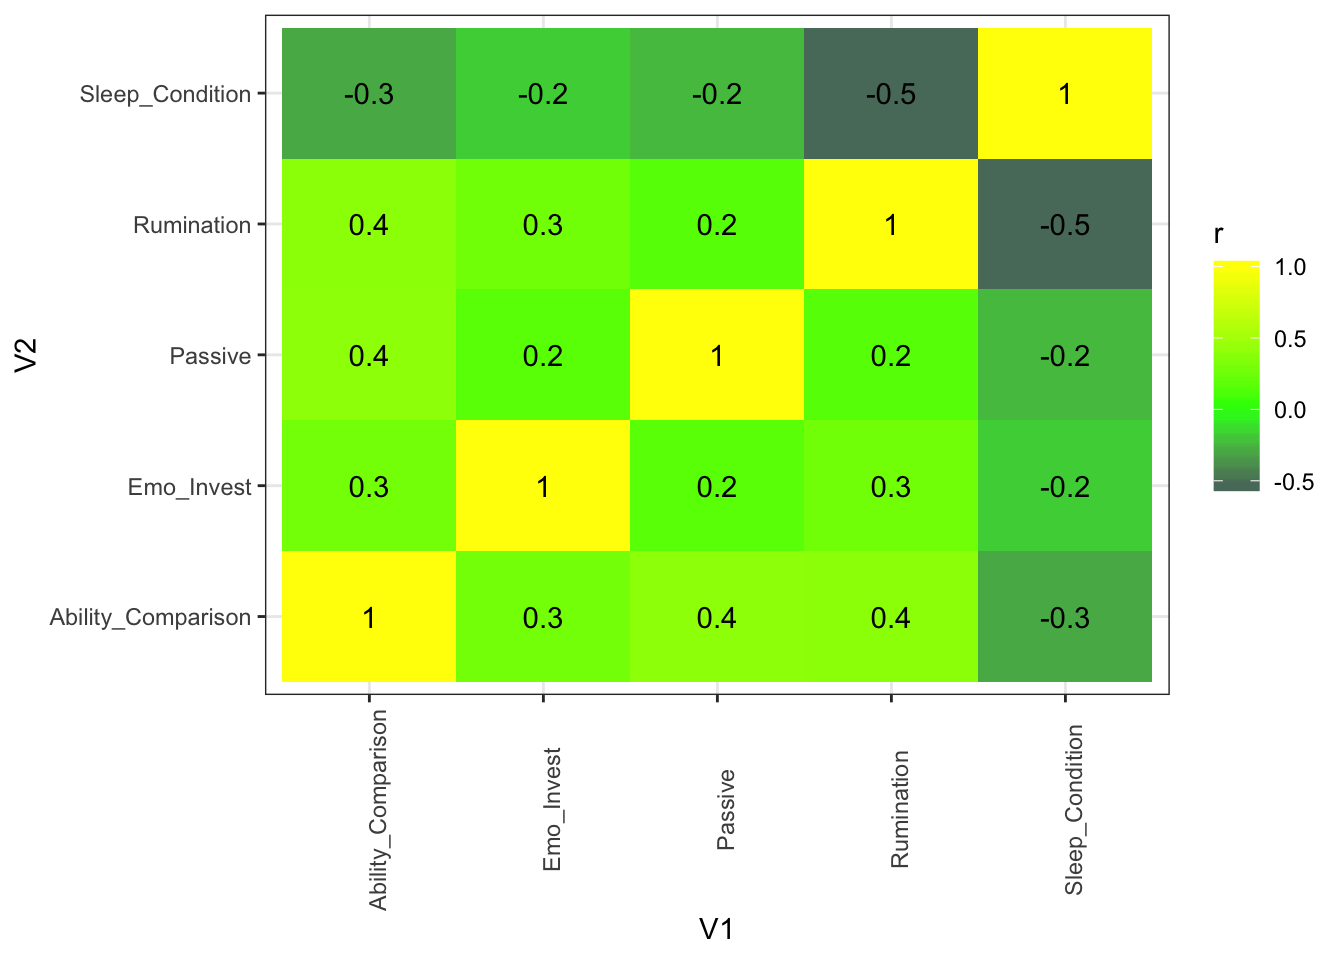 Sleep_Condition -0.3 -0.2 -0.2 -0.5 1
Rumination 0.4 0.3 0.2 1 -0.5
Passive 0.4 0.2 1 0.2 -0.2
Emo_Invest 0.3 1 0.2 0.3 -0.2
Ability_Comparison 1 0.3 0.4 0.4 -0.3
V2
Ability_Comparison
Emo_Invest
Passive
Rumination
Sleep_Condition
V1
r
1.0
0.5
0.0
-0.5